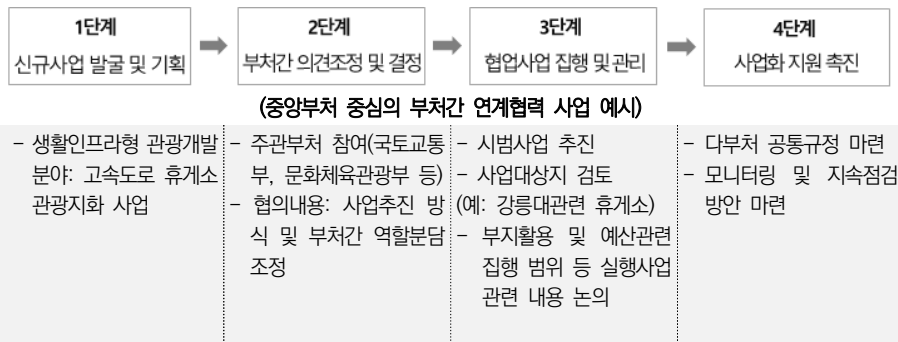 1단계
신규사업 발굴 및 기획
2단계
부처간 의견조정 및 결정
3단계
협업사업 집행 및 관리
4단계
사업화 지원 촉진
(중앙부처 중심의 부처간 연계협력 사업 예시)
- 생활인프라형 관광개발
분야: 고속도로 휴게소
관광지화 사업
- 주관부처 참여(국토교통
부, 문화체육관광부 등)
- 협의내용: 사업추진 방
식 및 부처간 역할분담
조정
- 시범사업 추진
- 사업대상지 검토
(예: 강릉대관련 휴게소)
- 부지활용 및 예산관련
집행 범위 등 실행사업
관련 내용 논의
- 다부처 공통규정 마련
- 모니터링 및 지속점검
방안 마련